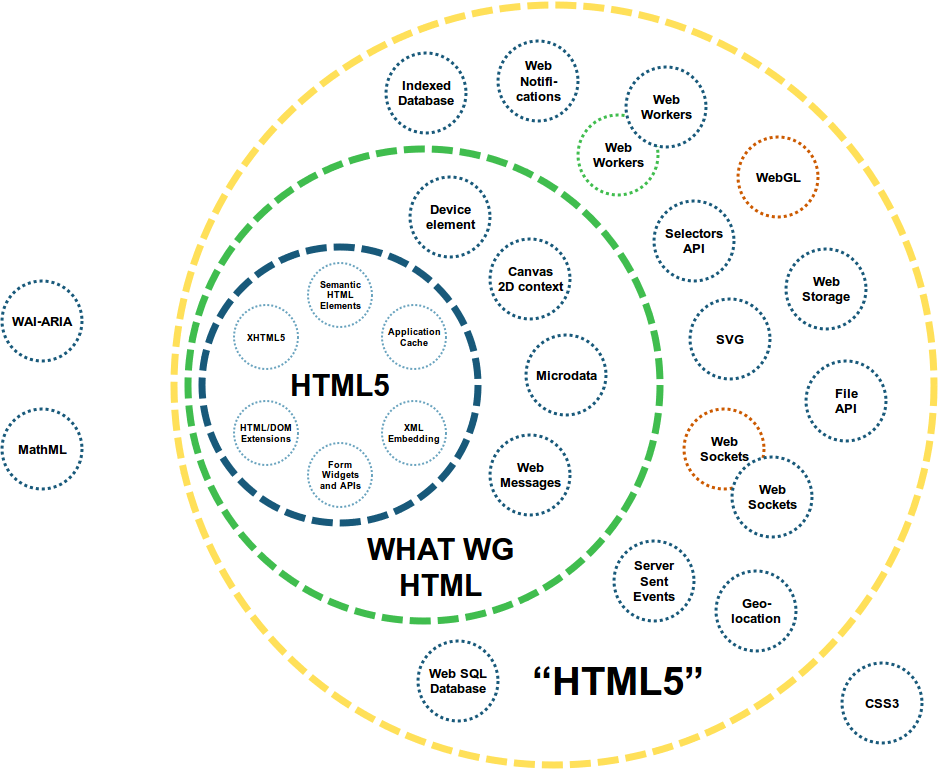 Indexed
Database
Web
Notifi-
cations
Web
Workers
Web
Workers
WebGL
Device
element
Selectors
API
Canvas
2D context
Web
Storage
Semantic
HTML
Elements
WAI-ARIA
XHTML5
Application
Cache
SVG
HTML5
Microdata
File
API
MathML
HTML/DOM
Extensions
XML
Embedding
Web
Sockets
Form
Widgets
and APIs
Web
Messages
Web
Sockets
WHAT WG
HTML
Server
Sent
Events
Geo-
location
Web SQL
Database
“HTML5”
CSS3